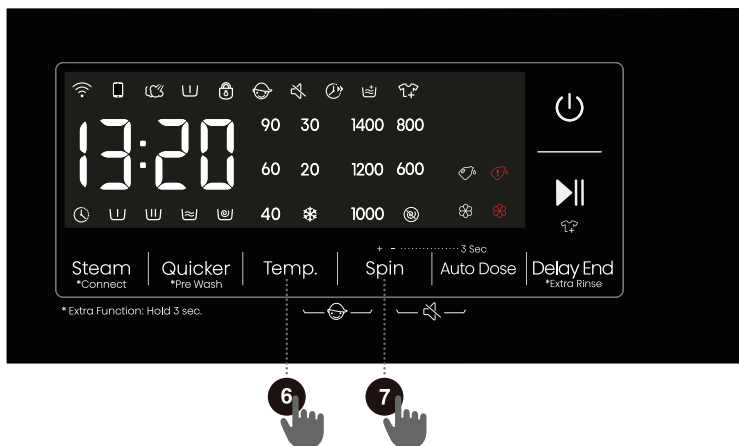 13:20
90 30 1400 800
60 20 1200 600
40 1000
+ - 3 Sec
Steam Quicker Temp. Spin Auto Dose Delay End
*Connect *Pre Wash *Extra Rinse
* Extra Function: Hold 3 sec.
6 7